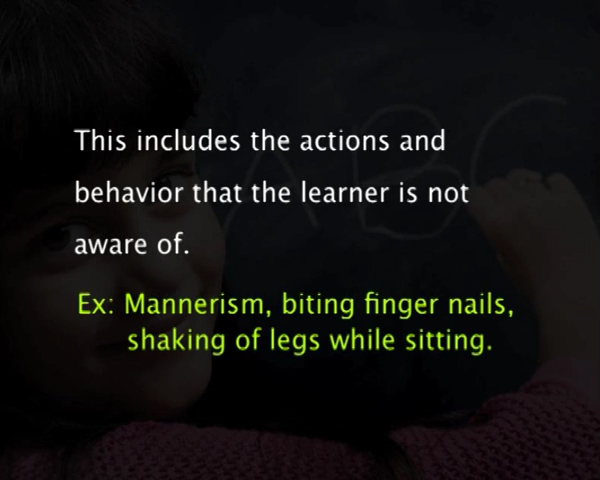 ABC
This includes the actions and
behavior that the learner is not
aware of.
Ex: Mannerism, biting finger nails,
shaking of legs while sitting.